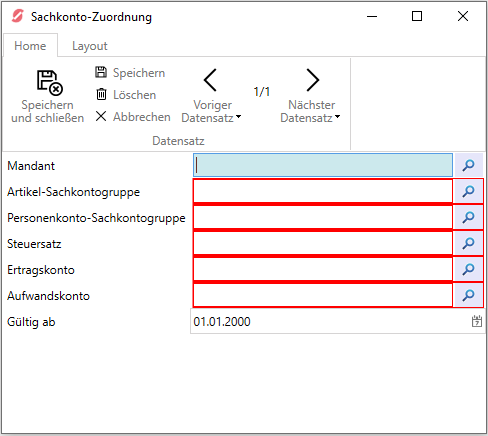 Sachkonto-Zuordnung
Home Layout
Speichern und schließen
Speichern
Löschen
Abbrechen
Voriger Datensatz
1/1
Nächster Datensatz
Datensatz
Mandant
Artikel-Sachkontogruppe
Personenkonto-Sachkontogruppe
Steuersatz
Ertragskonto
Aufwandskonto
Gültig ab 01.01.2000